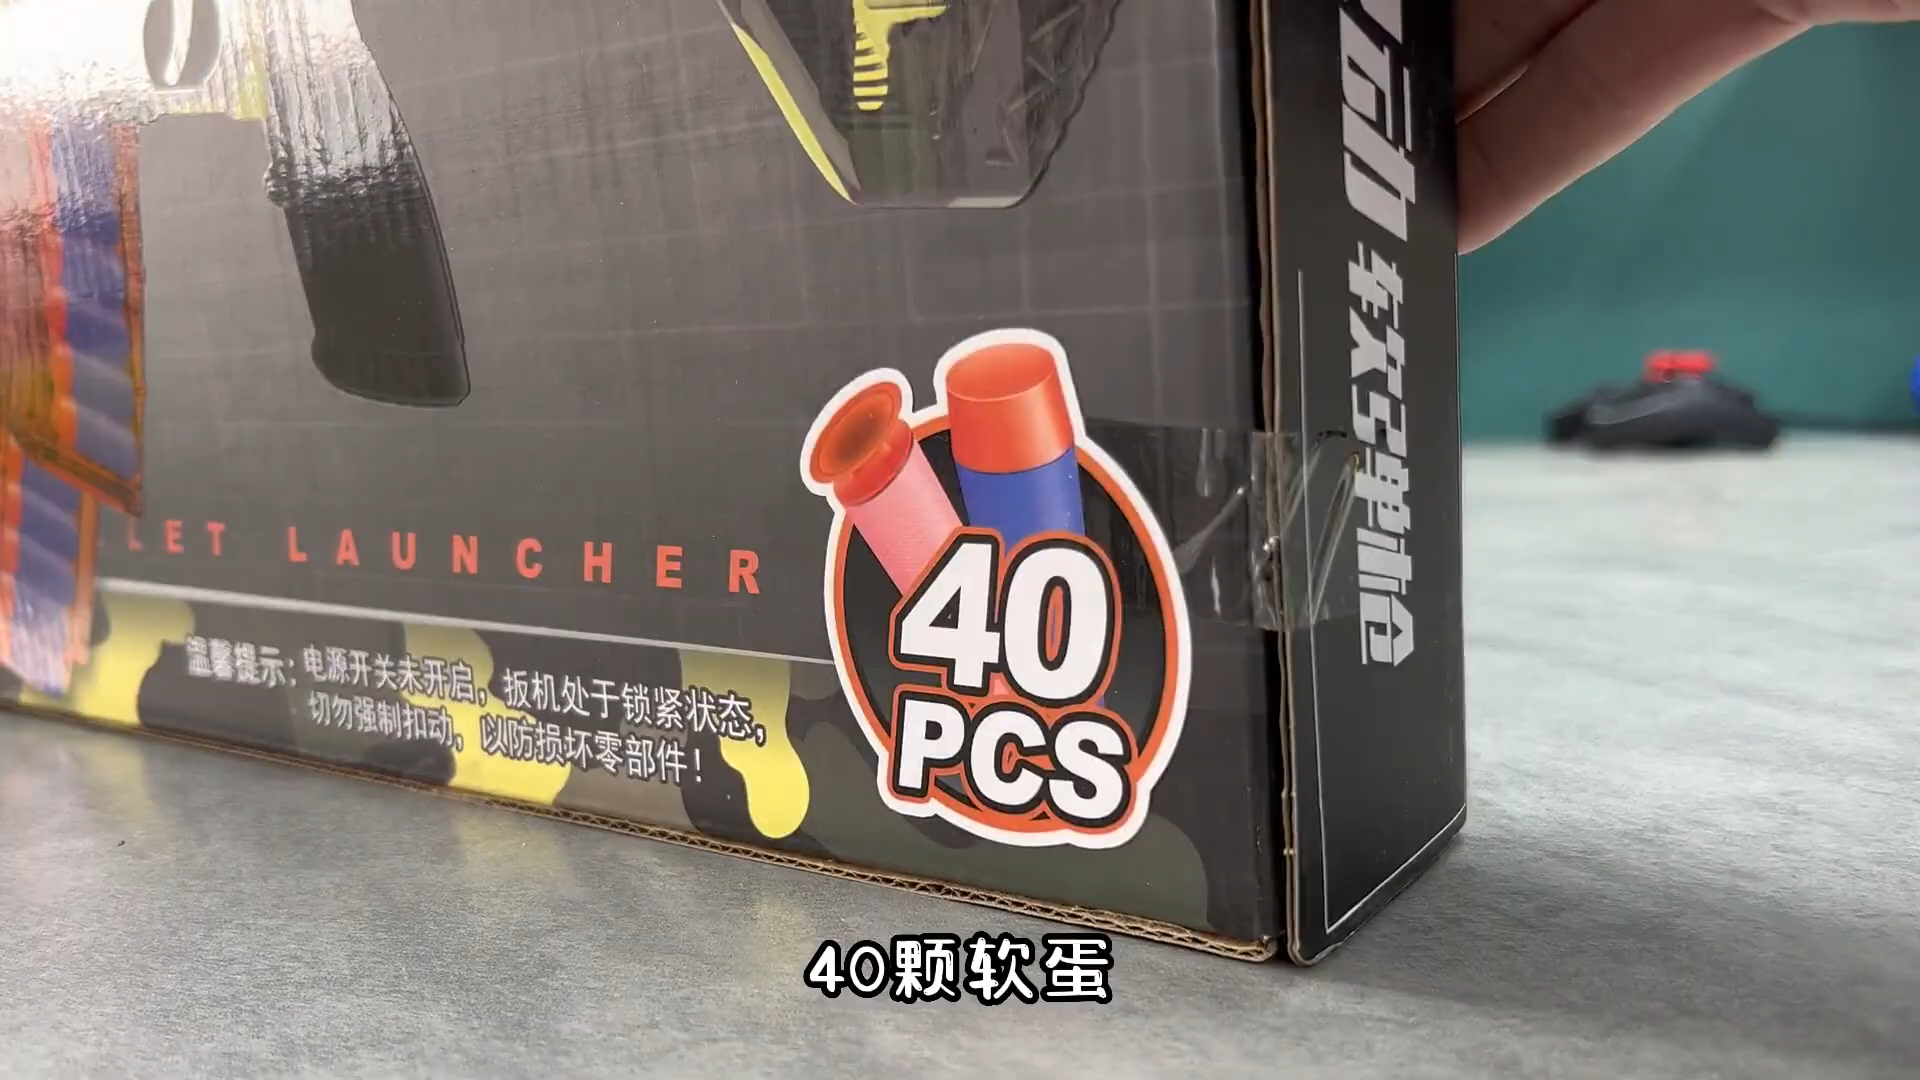 LET LAUNCHER
温馨提示：电源开关未开启，扳机处于锁紧状态，
切勿强制扣动，以防损坏零部件！
40
PCS
动软弹枪
40颗软蛋